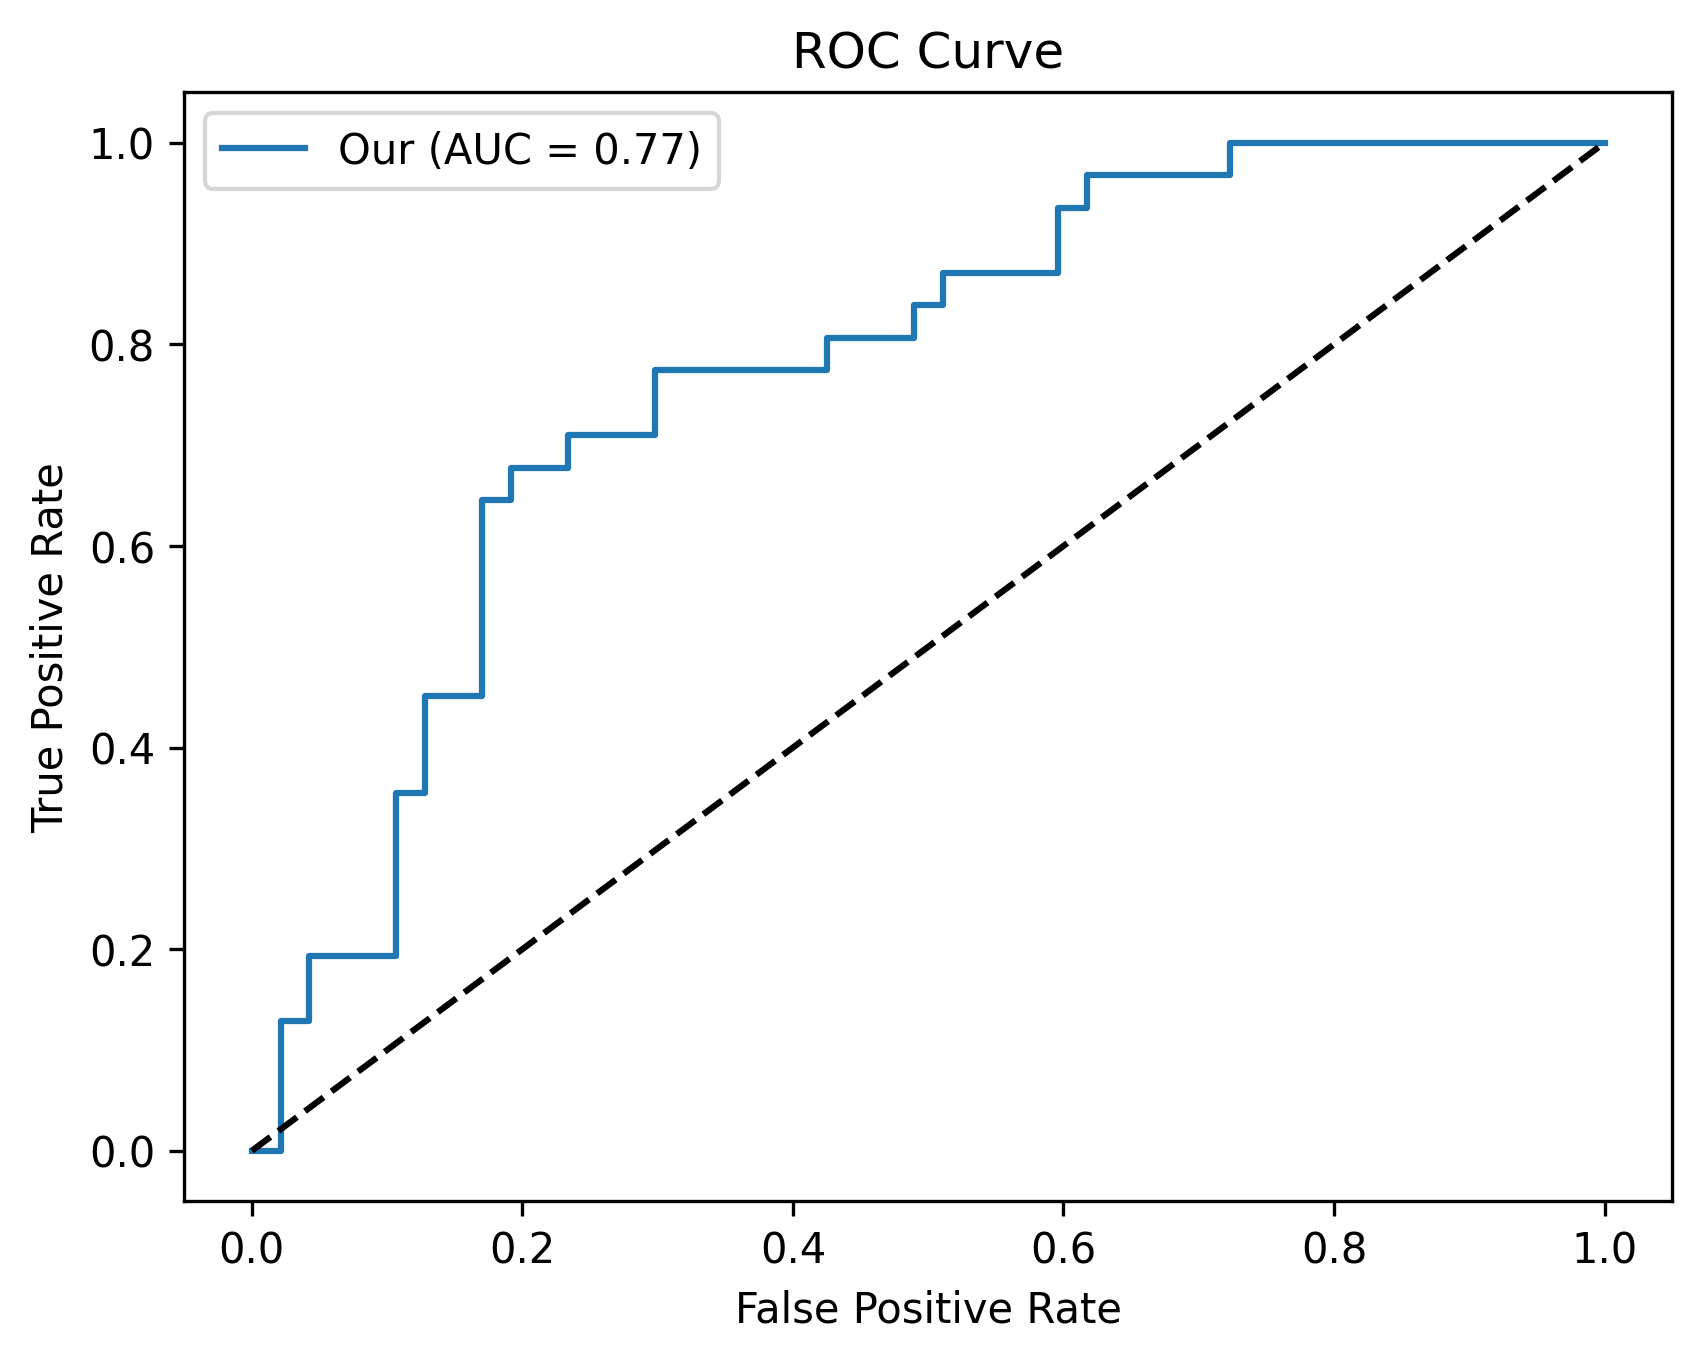 ROC Curve
Our (AUC = 0.77)
True Positive Rate
1.0
0.8
0.6
0.4
0.2
0.0
0.0 0.2 0.4 0.6 0.8 1.0
False Positive Rate